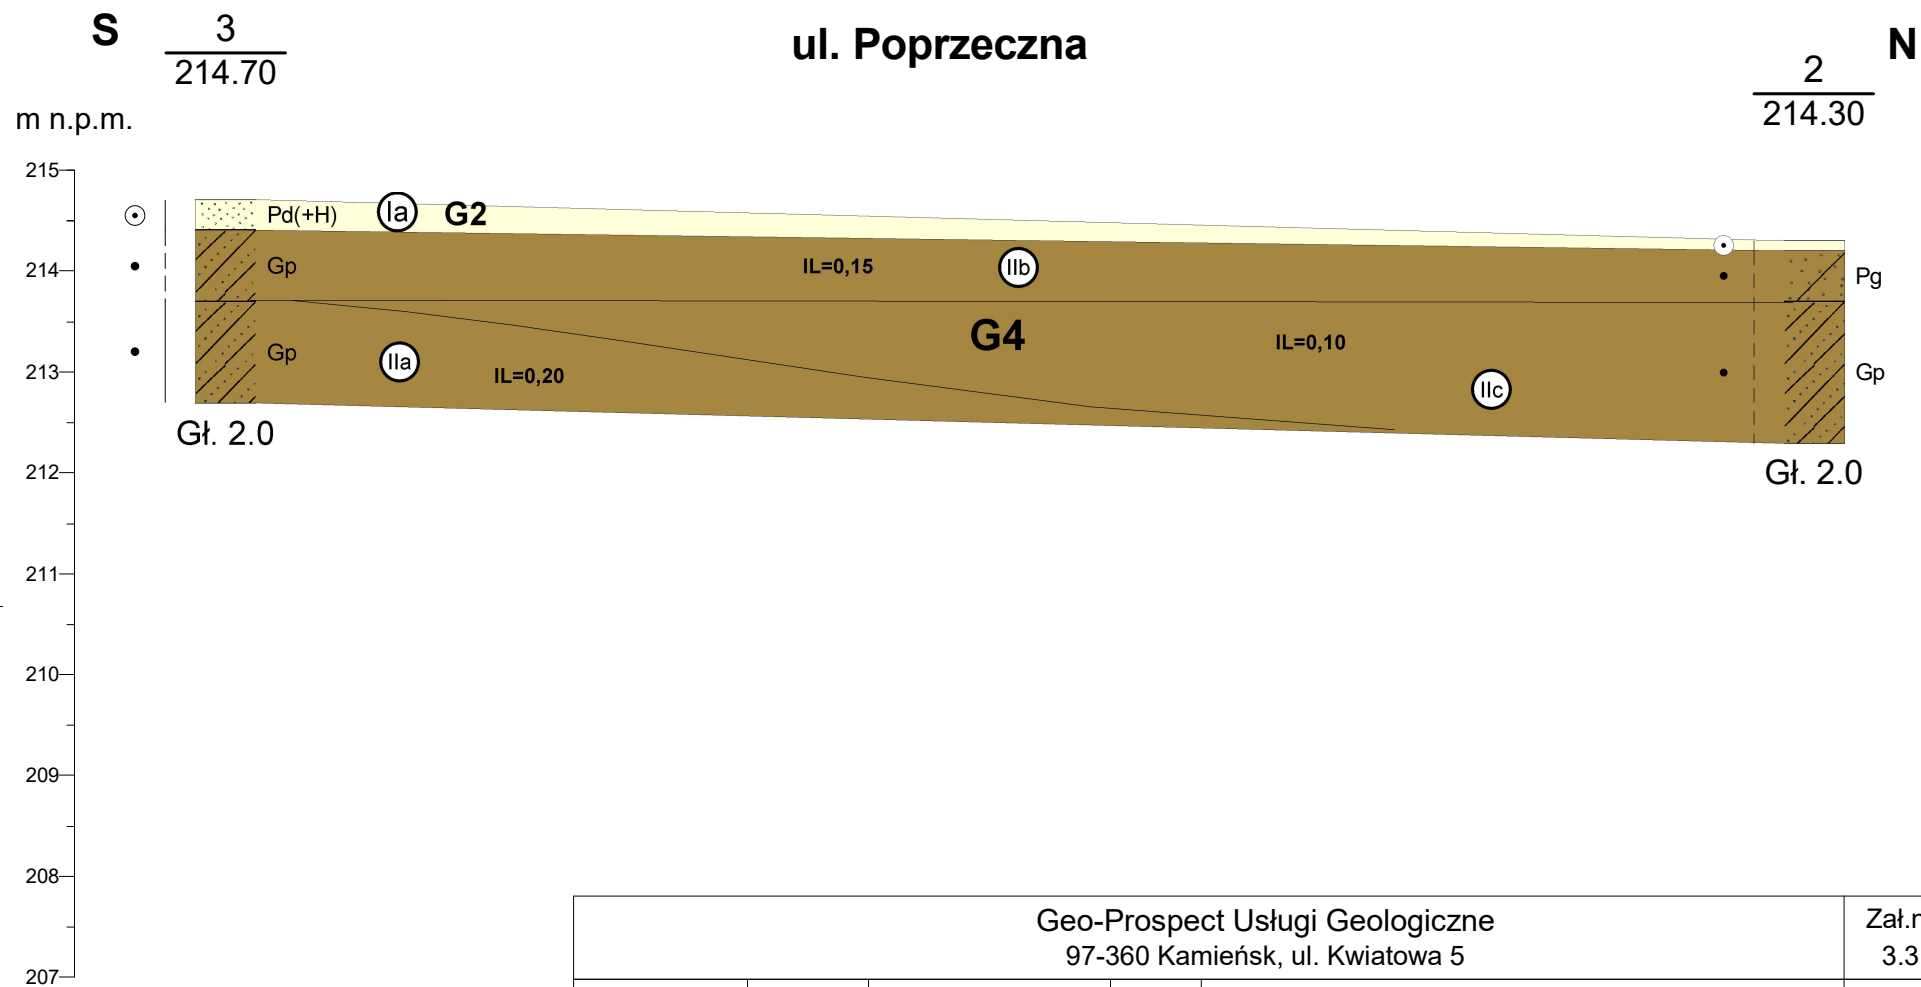 S
3
214.70
ul. Poprzeczna
N
2
214.30
m n.p.m.
215
214
213
212
211
210
209
208
207
Pd(+H)
Ia
G2
Gp
IL=0,15
IIb
Pg
G4
IL=0,10
Gp
IIa
IL=0,20
IIc
Gp
Gł. 2.0
Gł. 2.0
Geo-Prospect Usługi Geologiczne
97-360 Kamieńsk, ul. Kwiatowa 5
Zał.n
3.3